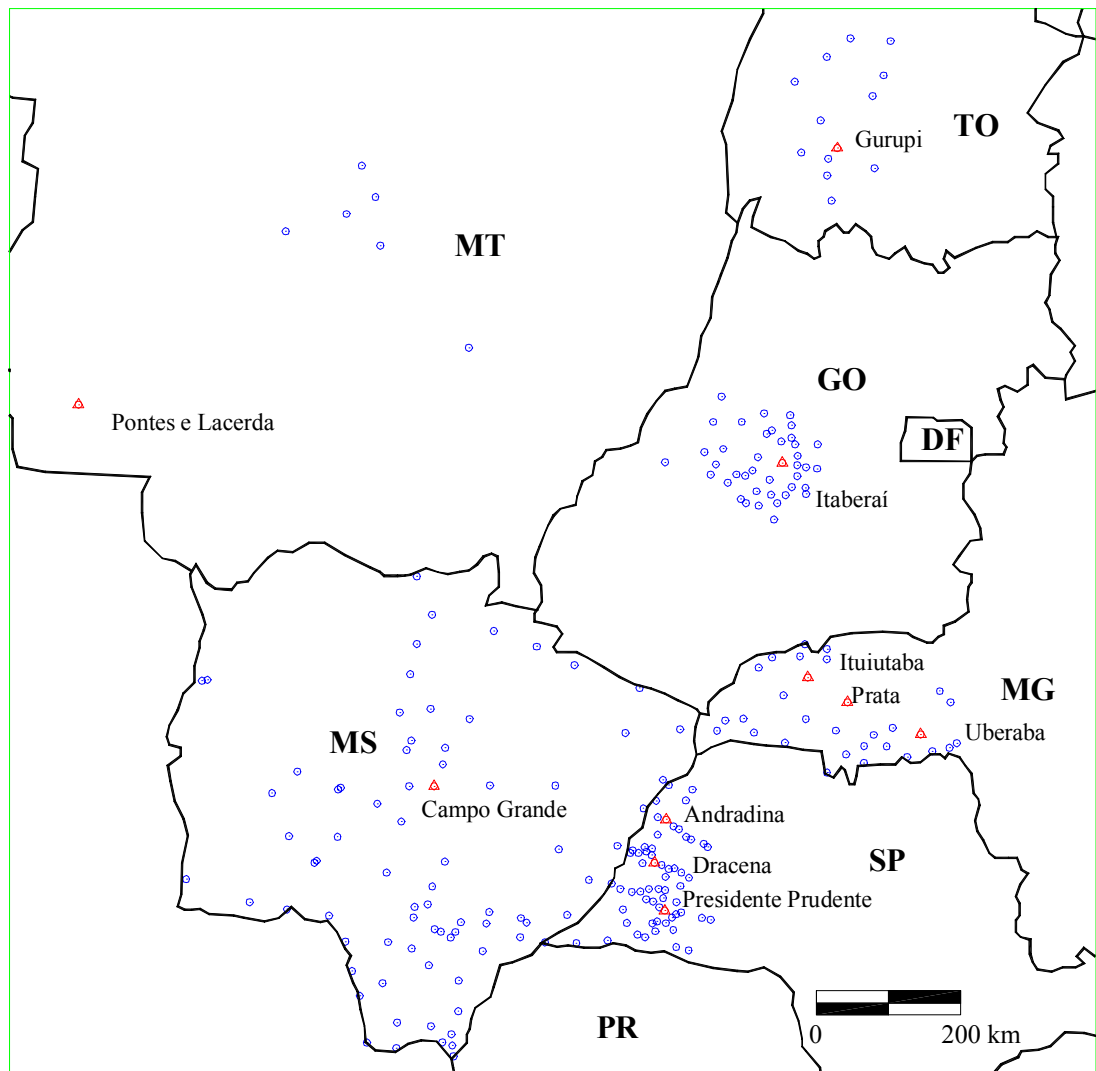 TO
Gurupi
MT
GO
Pontes e Lacerda
DF
Itaberaí
Ituiutaba
Prata
MG
MS
Uberaba
Campo Grande
Andradina
Dracena
SP
Presidente Prudente
PR
0 200 km